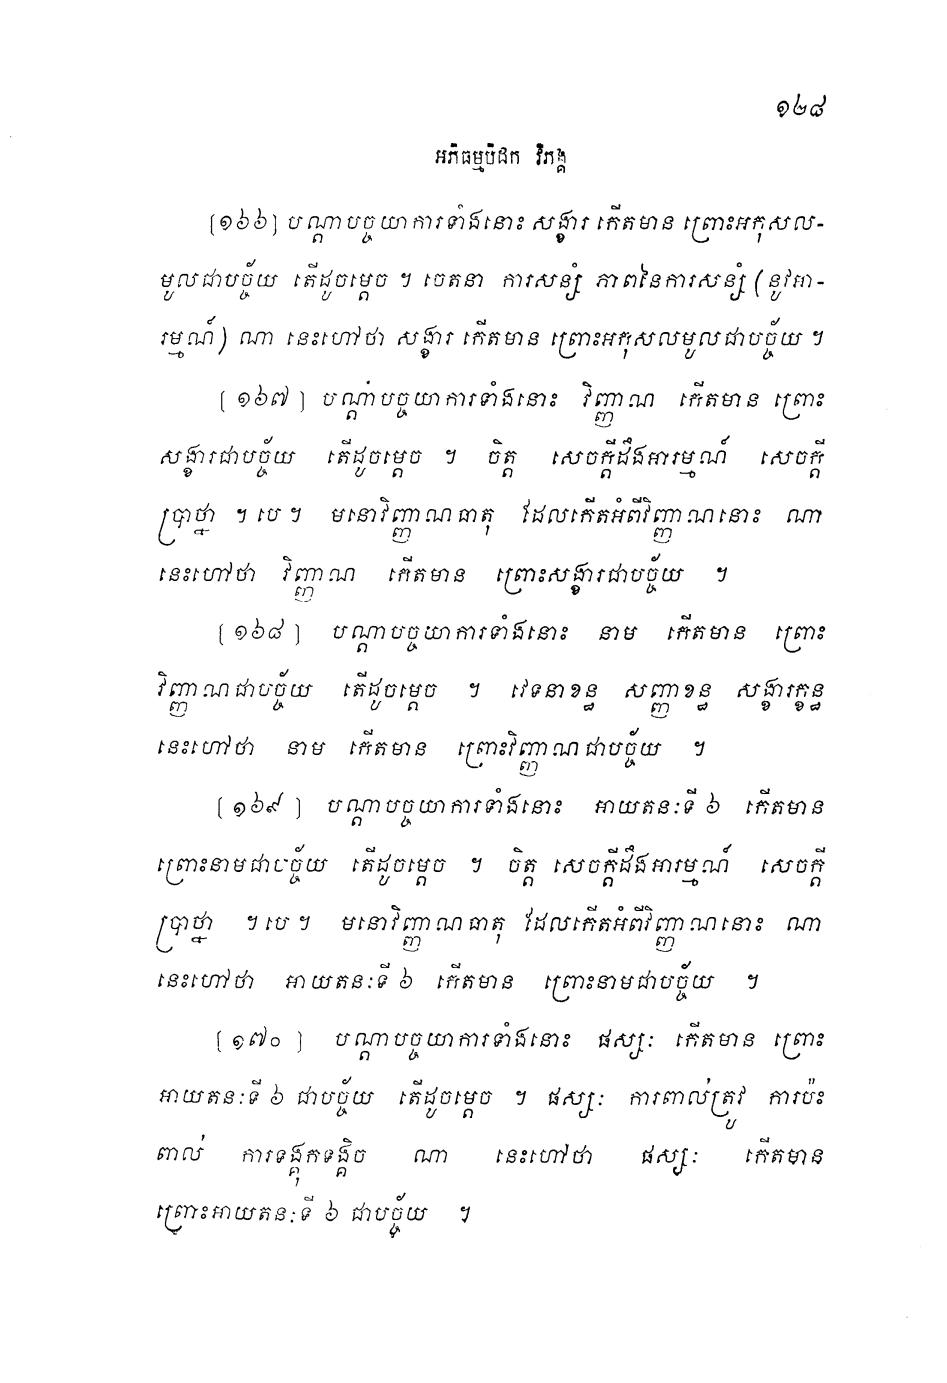 ១២៨
អភិធម្មបិដក វិភង្គ
[១៦៦] បណ្តាបច្ចយាការទាំងនោះ សង្ខារ កើតមាន ព្រោះអកុសល-
មូលជាបច្ច័យ តើដូចម្តេច ។ ចេតនា ការសន្សំ ភាពនៃការសន្សំ (នូវអា-
រម្មណ៍) ណា នេះហៅថា សង្ខារ កើតមាន ព្រោះអកុសលមូលជាបច្ច័យ ។
[១៦៧] បណ្តាបច្ចយាការទាំងនោះ វិញ្ញាណ កើតមាន ព្រោះ
សង្ខារជាបច្ច័យ តើដូចម្តេច ។ ចិត្ត សេចក្តីដឹងអារម្មណ៍ សេចក្តី
ប្រាថ្នា ។ បេ ។ មនោវិញ្ញាណធាតុ ដែលកើតអំពីវិញ្ញាណនោះ ណា
នេះហៅថា វិញ្ញាណ កើតមាន ព្រោះសង្ខារជាបច្ច័យ ។
[១៦៨] បណ្តាបច្ចយាការទាំងនោះ នាម កើតមាន ព្រោះ
វិញ្ញាណជាបច្ច័យ តើដូចម្តេច ។ វេទនាខន្ធ សញ្ញាខន្ធ សង្ខារក្ខន្ធ
នេះហៅថា នាម កើតមាន ព្រោះវិញ្ញាណជាបច្ច័យ ។
[១៦៩] បណ្តាបច្ចយាការទាំងនោះ អាយតនៈទី ៦ កើតមាន
ព្រោះនាមជាបច្ច័យ តើដូចម្តេច ។ ចិត្ត សេចក្តីដឹងអារម្មណ៍ សេចក្តី
ប្រាថ្នា ។ បេ ។ មនោវិញ្ញាណធាតុ ដែលកើតអំពីវិញ្ញាណនោះ ណា
នេះហៅថា អាយតនៈទី ៦ កើតមាន ព្រោះនាមជាបច្ច័យ ។
[១៧០] បណ្តាបច្ចយាការទាំងនោះ ផស្សៈ កើតមាន ព្រោះ
អាយតនៈទី ៦ ជាបច្ច័យ តើដូចម្តេច ។ ផស្សៈ ការពាល់ត្រូវ ការប៉ះ
ពាល់ ការទង្គុកទង្គិច ណា នេះហៅថា ផស្សៈ កើតមាន
ព្រោះអាយតនៈទី ៦ ជាបច្ច័យ ។